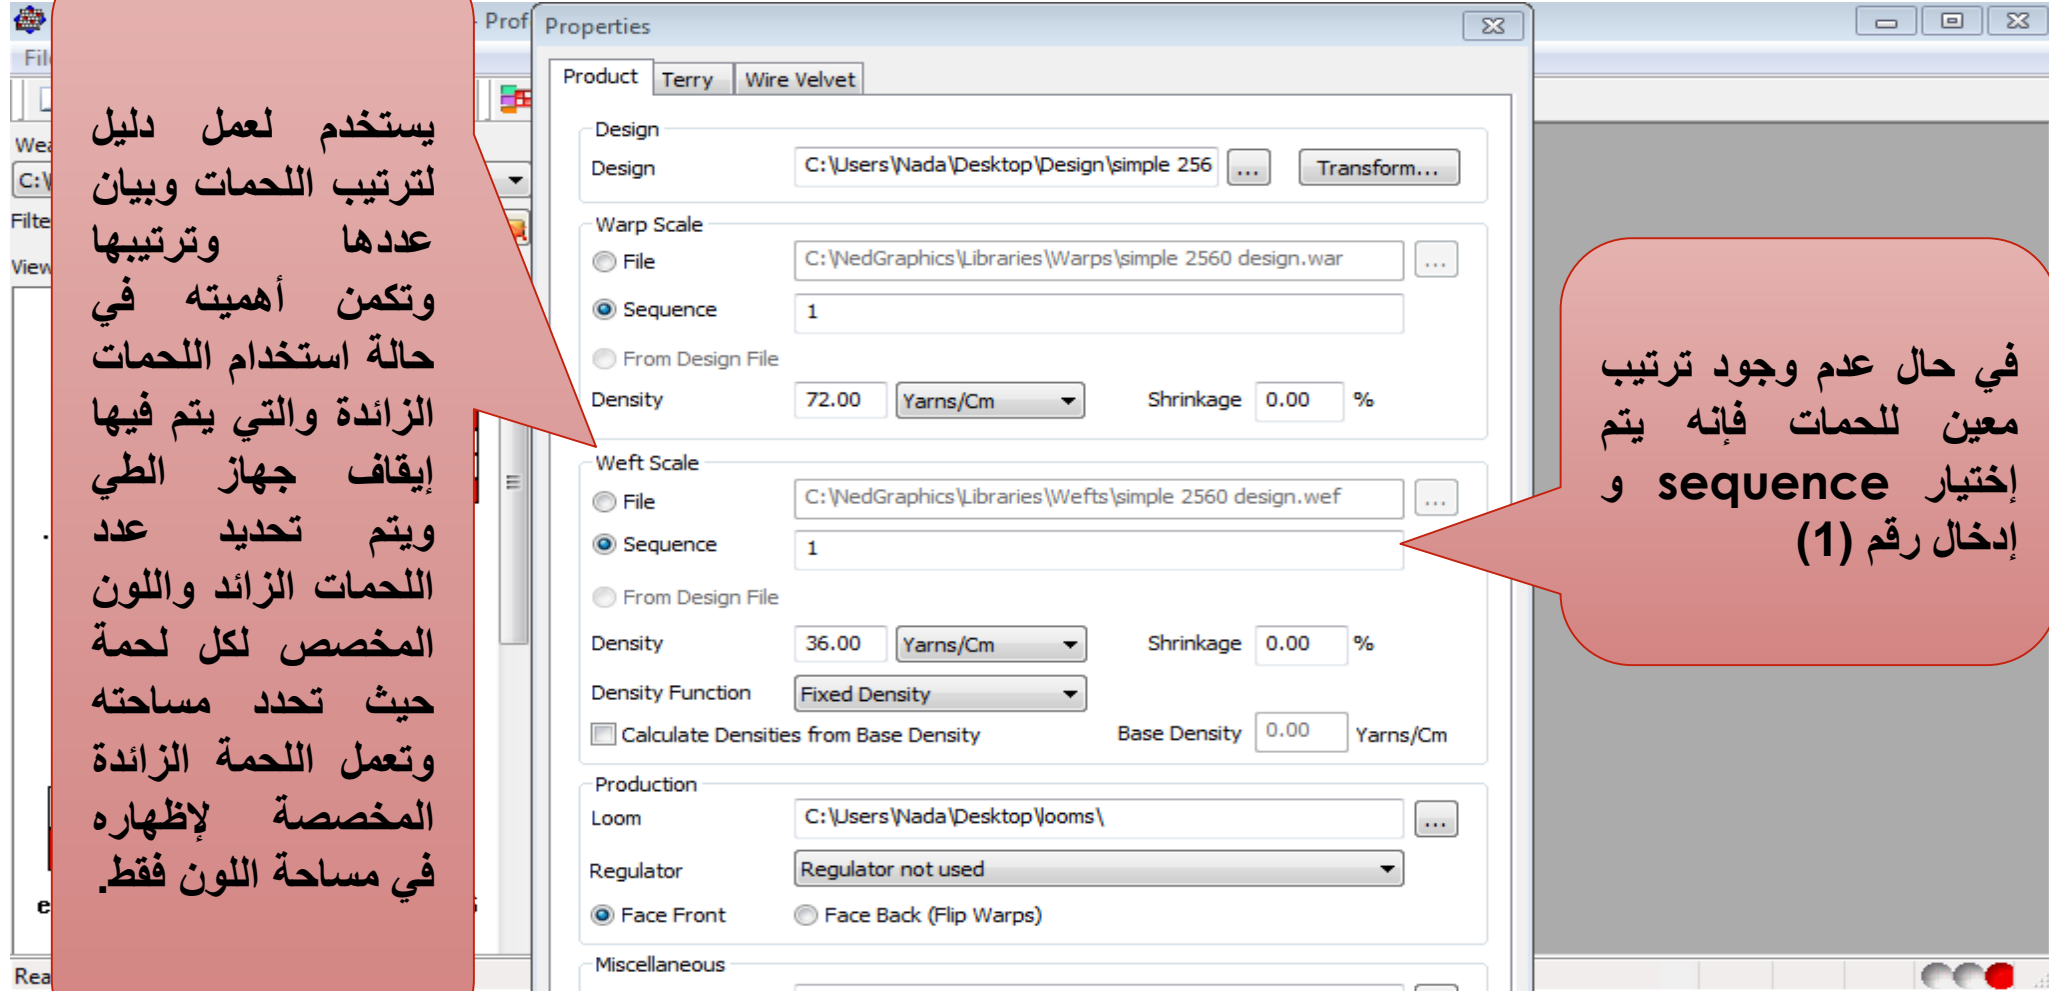 Prof
Properties
File
Product
Terry
Wire Velvet
Design
Design
C:\Users\Nada\Desktop\Design\simple 256
...
Transform...
Warp Scale
File
C:\NedGraphics\Libraries\Warps\simple 2560 design.war
...
Sequence
1
From Design File
Density
72.00
Yarns/Cm
Shrinkage
0.00
%
Weft Scale
File
C:\NedGraphics\Libraries\Wefts\simple 2560 design.wef
...
Sequence
1
From Design File
Density
36.00
Yarns/Cm
Shrinkage
0.00
%
Density Function
Fixed Density
Calculate Densities from Base Density
Base Density
0.00
Yarns/Cm
Production
Loom
C:\Users\Nada\Desktop\looms\
...
Regulator
Regulator not used
Face Front
Face Back (Flip Warps)
Miscellaneous
يستخدم لعمل دليل
لترتيب اللحمات وبيان
عددها وترتيبها
وتكمن أهميته في
حالة استخدام اللحمات
الزائدة والتي يتم فيها
إيقاف جهاز الطي
ويتم تحديد عدد
اللحمات الزائد واللون
المخصص لكل لحمة
حيث تحدد مساحته
وتعمل اللحمة الزائدة
المخصصة لإظهاره
في مساحة اللون فقط.
في حال عدم وجود ترتيب
معين للحمات فإنه يتم
إختيار sequence و
إدخال رقم (1)